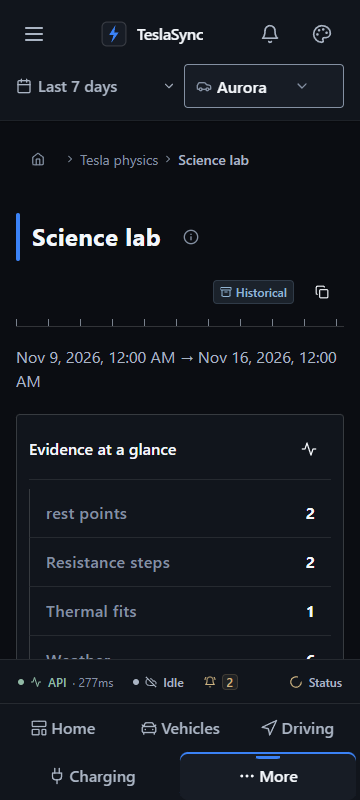 TeslaSync
Last 7 days
Aurora
Tesla physics
Science lab
Science lab
Historical
Nov 9, 2026, 12:00 AM → Nov 16, 2026, 12:00
AM
Evidence at a glance
rest points 2
Resistance steps 2
Thermal fits 1
API · 277ms
Idle
2
Status
Home
Vehicles
Driving
Charging
More